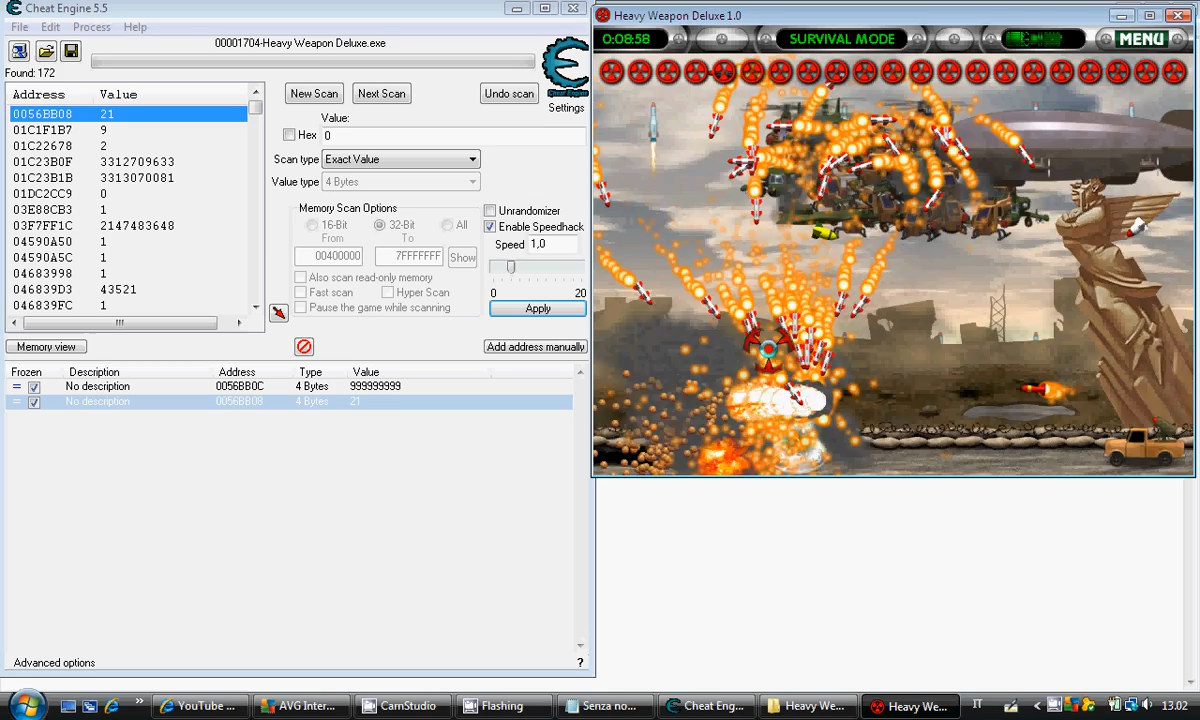 Cheat Engine 5.5
File Edit Process Help
00001704-Heavy Weapon Deluxe.exe
Found: 172
Address Value
0056BB08 21
01C1F1B7 9
01C22678 2
01C23B0F 3312709633
01C23B1B 3313070081
01DC2CC9 0
03E88CB3 1
03F7FF1C 2147483648
04590A50 1
04590A5C 1
04683998 1
046839D3 43521
046839FC 1
New Scan Next Scan Undo scan
Settings
Value:
Hex 0
Scan type Exact Value
Value type 4 Bytes
Memory Scan Options
16-Bit 32-Bit All
From To
00400000 7FFFFFFF Show
Also scan read-only memory
Fast scan Hyper Scan
Pause the game while scanning
Unrandomizer
Enable Speedhack
Speed 1,0
0 20
Apply
Memory view Add address manually
Frozen Description Address Type Value
= No description 0056BB0C 4 Bytes 999999999
= No description 0056BB08 4 Bytes 21
Advanced options ?
Heavy Weapon Deluxe 1.0
0:08:58 SURVIVAL MODE MENU
YouTube ... AVG Inter... CamStudio Flashing Senza no... Cheat Eng... Heavy We... Heavy We... IT 13.02